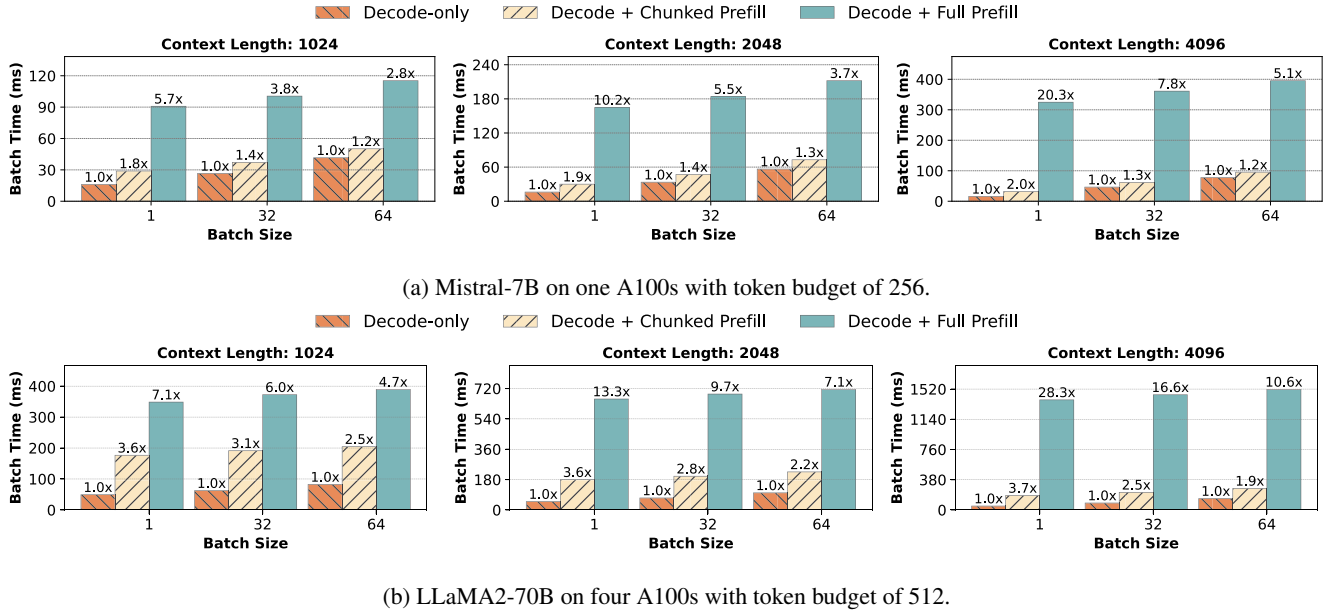 Decode-only Decode + Chunked Prefill Decode + Full Prefill
Context Length: 1024
Batch Time (ms)
120
90
60
30
0
1.0x 1.8x 5.7x
1.0x 1.4x 3.8x
1.0x 1.2x 2.8x
1 32 64
Batch Size
Context Length: 2048
Batch Time (ms)
240
180
120
60
0
1.0x 1.9x 10.2x
1.0x 1.4x 5.5x
1.0x 1.3x 3.7x
1 32 64
Batch Size
Context Length: 4096
Batch Time (ms)
400
300
200
100
0
1.0x 2.0x 20.3x
1.0x 1.3x 7.8x
1.0x 1.2x 5.1x
1 32 64
Batch Size
(a) Mistral-7B on one A100s with token budget of 256.
Decode-only Decode + Chunked Prefill Decode + Full Prefill
Context Length: 1024
Batch Time (ms)
400
300
200
100
0
1.0x 3.6x 7.1x
1.0x 3.1x 6.0x
1.0x 2.5x 4.7x
1 32 64
Batch Size
Context Length: 2048
Batch Time (ms)
720
540
360
180
0
1.0x 3.6x 13.3x
1.0x 2.8x 9.7x
1.0x 2.2x 7.1x
1 32 64
Batch Size
Context Length: 4096
Batch Time (ms)
1520
1140
760
380
0
1.0x 3.7x 28.3x
1.0x 2.5x 16.6x
1.0x 1.9x 10.6x
1 32 64
Batch Size
(b) LLaMA2-70B on four A100s with token budget of 512.